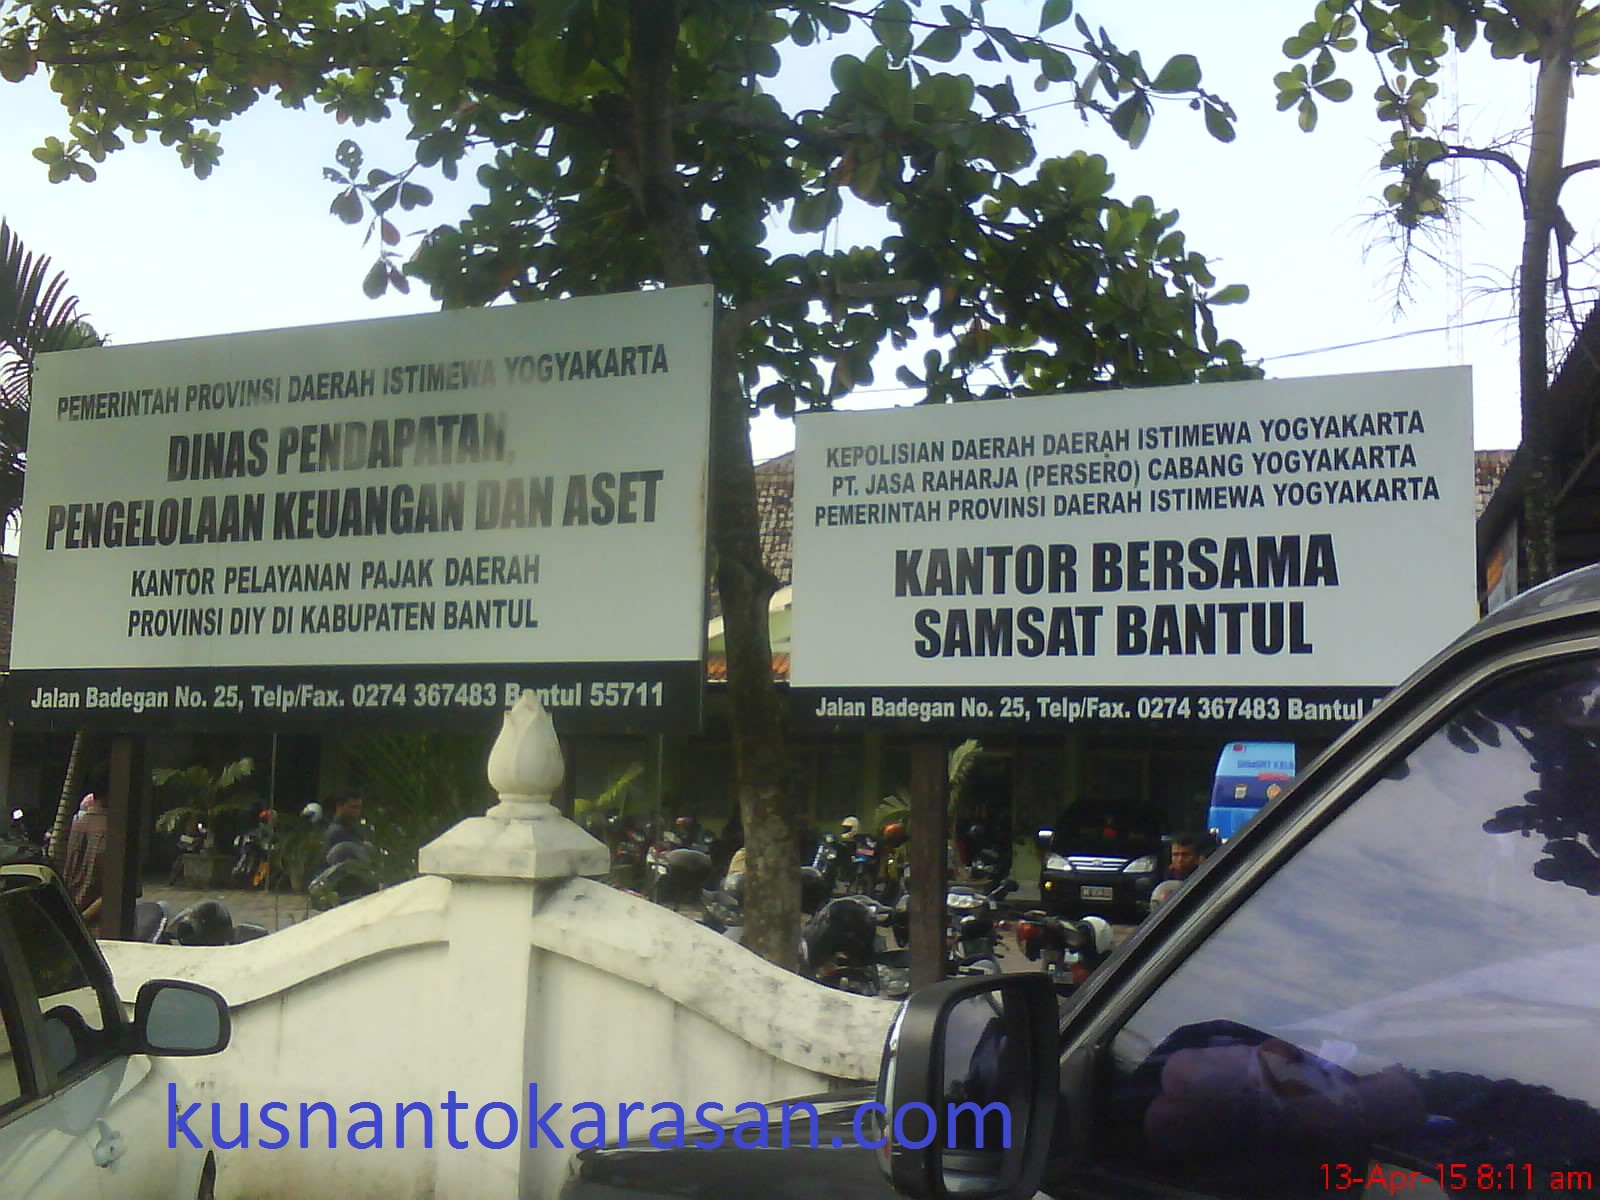 PEMERINTAH PROVINSI DAERAH ISTIMEWA YOGYAKARTA
DINAS PENDAPATAN,
PENGELOLAAN KEUANGAN DAN ASET
KANTOR PELAYANAN PAJAK DAERAH
PROVINSI DIY DI KABUPATEN BANTUL
Jalan Badegan No. 25, Telp/Fax. 0274 367483 Bantul 55711
KEPOLISIAN DAERAH DAERAH ISTIMEWA YOGYAKARTA
PT. JASA RAHARJA (PERSERO) CABANG YOGYAKARTA
PEMERINTAH PROVINSI DAERAH ISTIMEWA YOGYAKARTA
KANTOR BERSAMA
SAMSAT BANTUL
Jalan Badegan No. 25, Telp/Fax. 0274 367483 Bantul
SAMSAT
kusnantokarasan.com
13-Apr-15 8:11 am